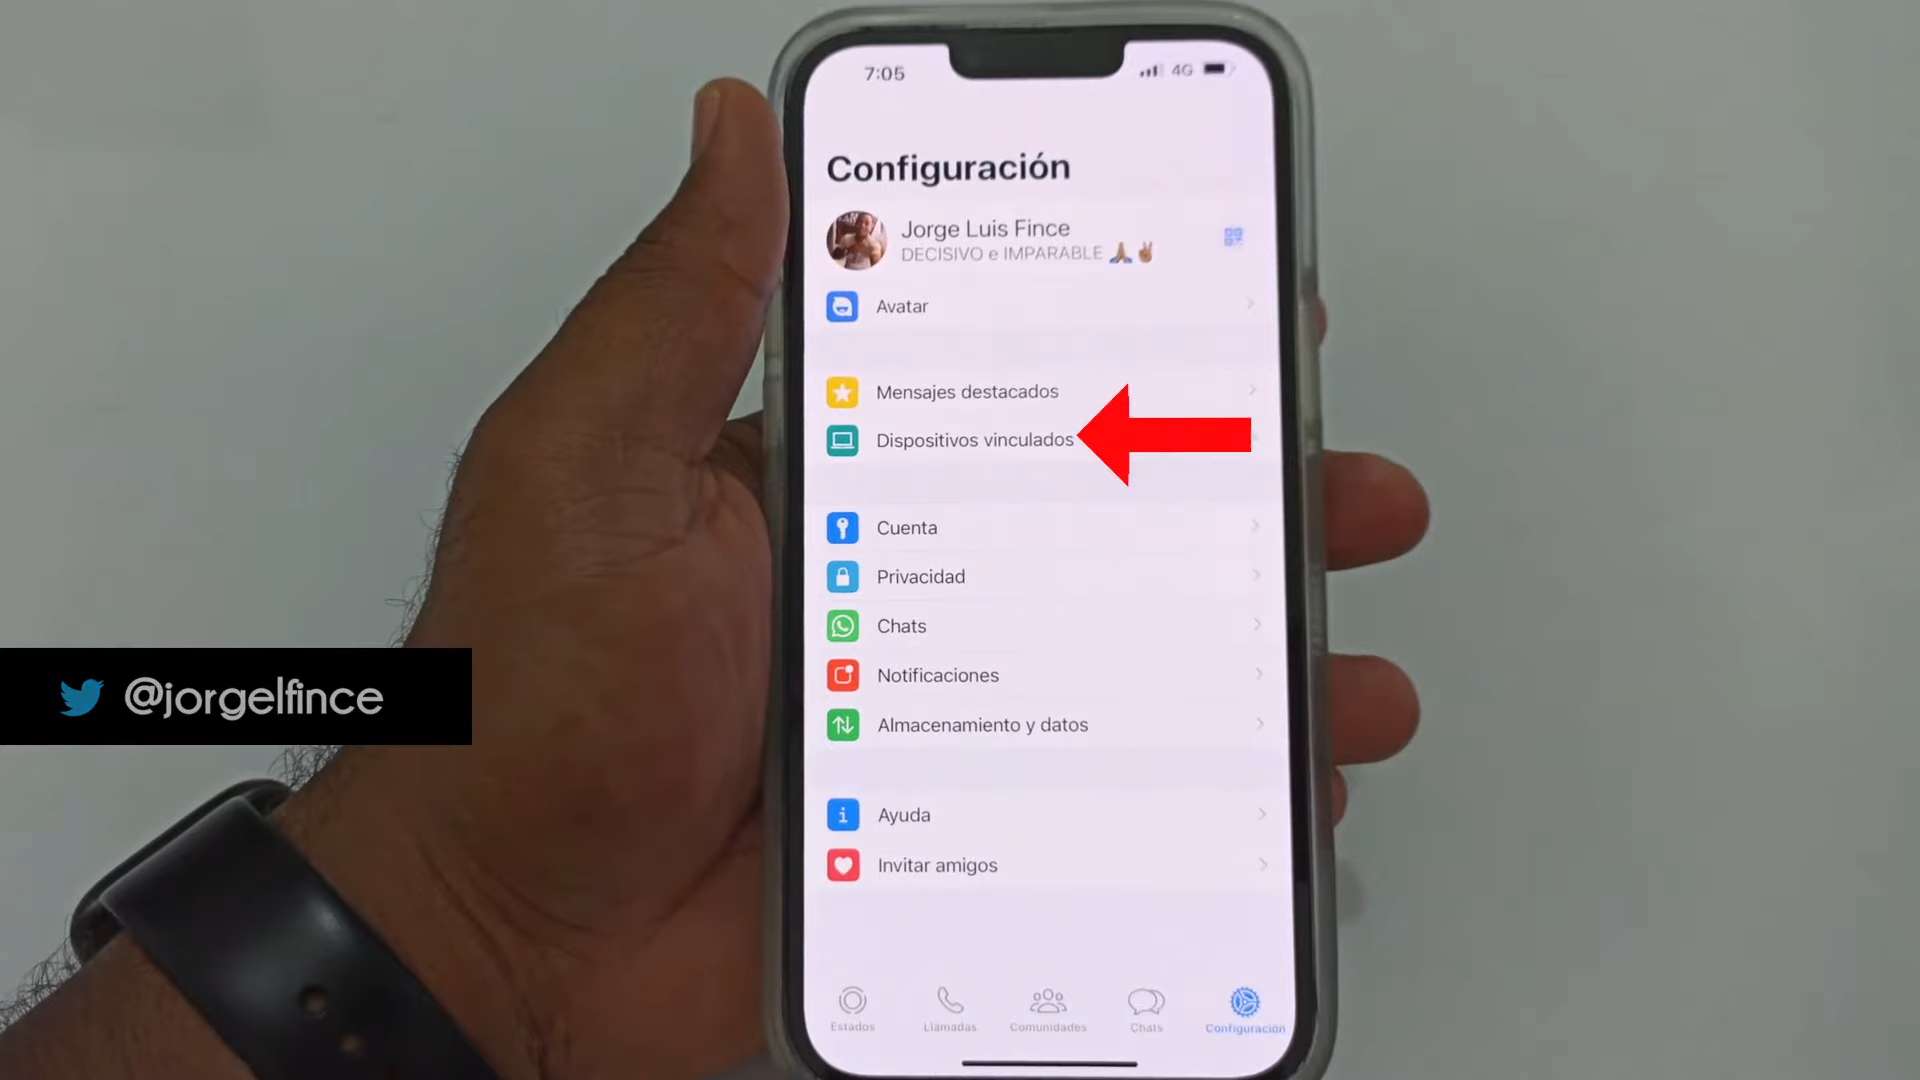 7:05
4G
Configuración
Jorge Luis Fince
DECISIVO e IMPARABLE 🙏🏽✌🏽
Avatar
Mensajes destacados
Dispositivos vinculados
Cuenta
Privacidad
Chats
Notificaciones
Almacenamiento y datos
Ayuda
Invitar amigos
Estados
Llamadas
Comunidades
Chats
Configuración
@jorgelfince